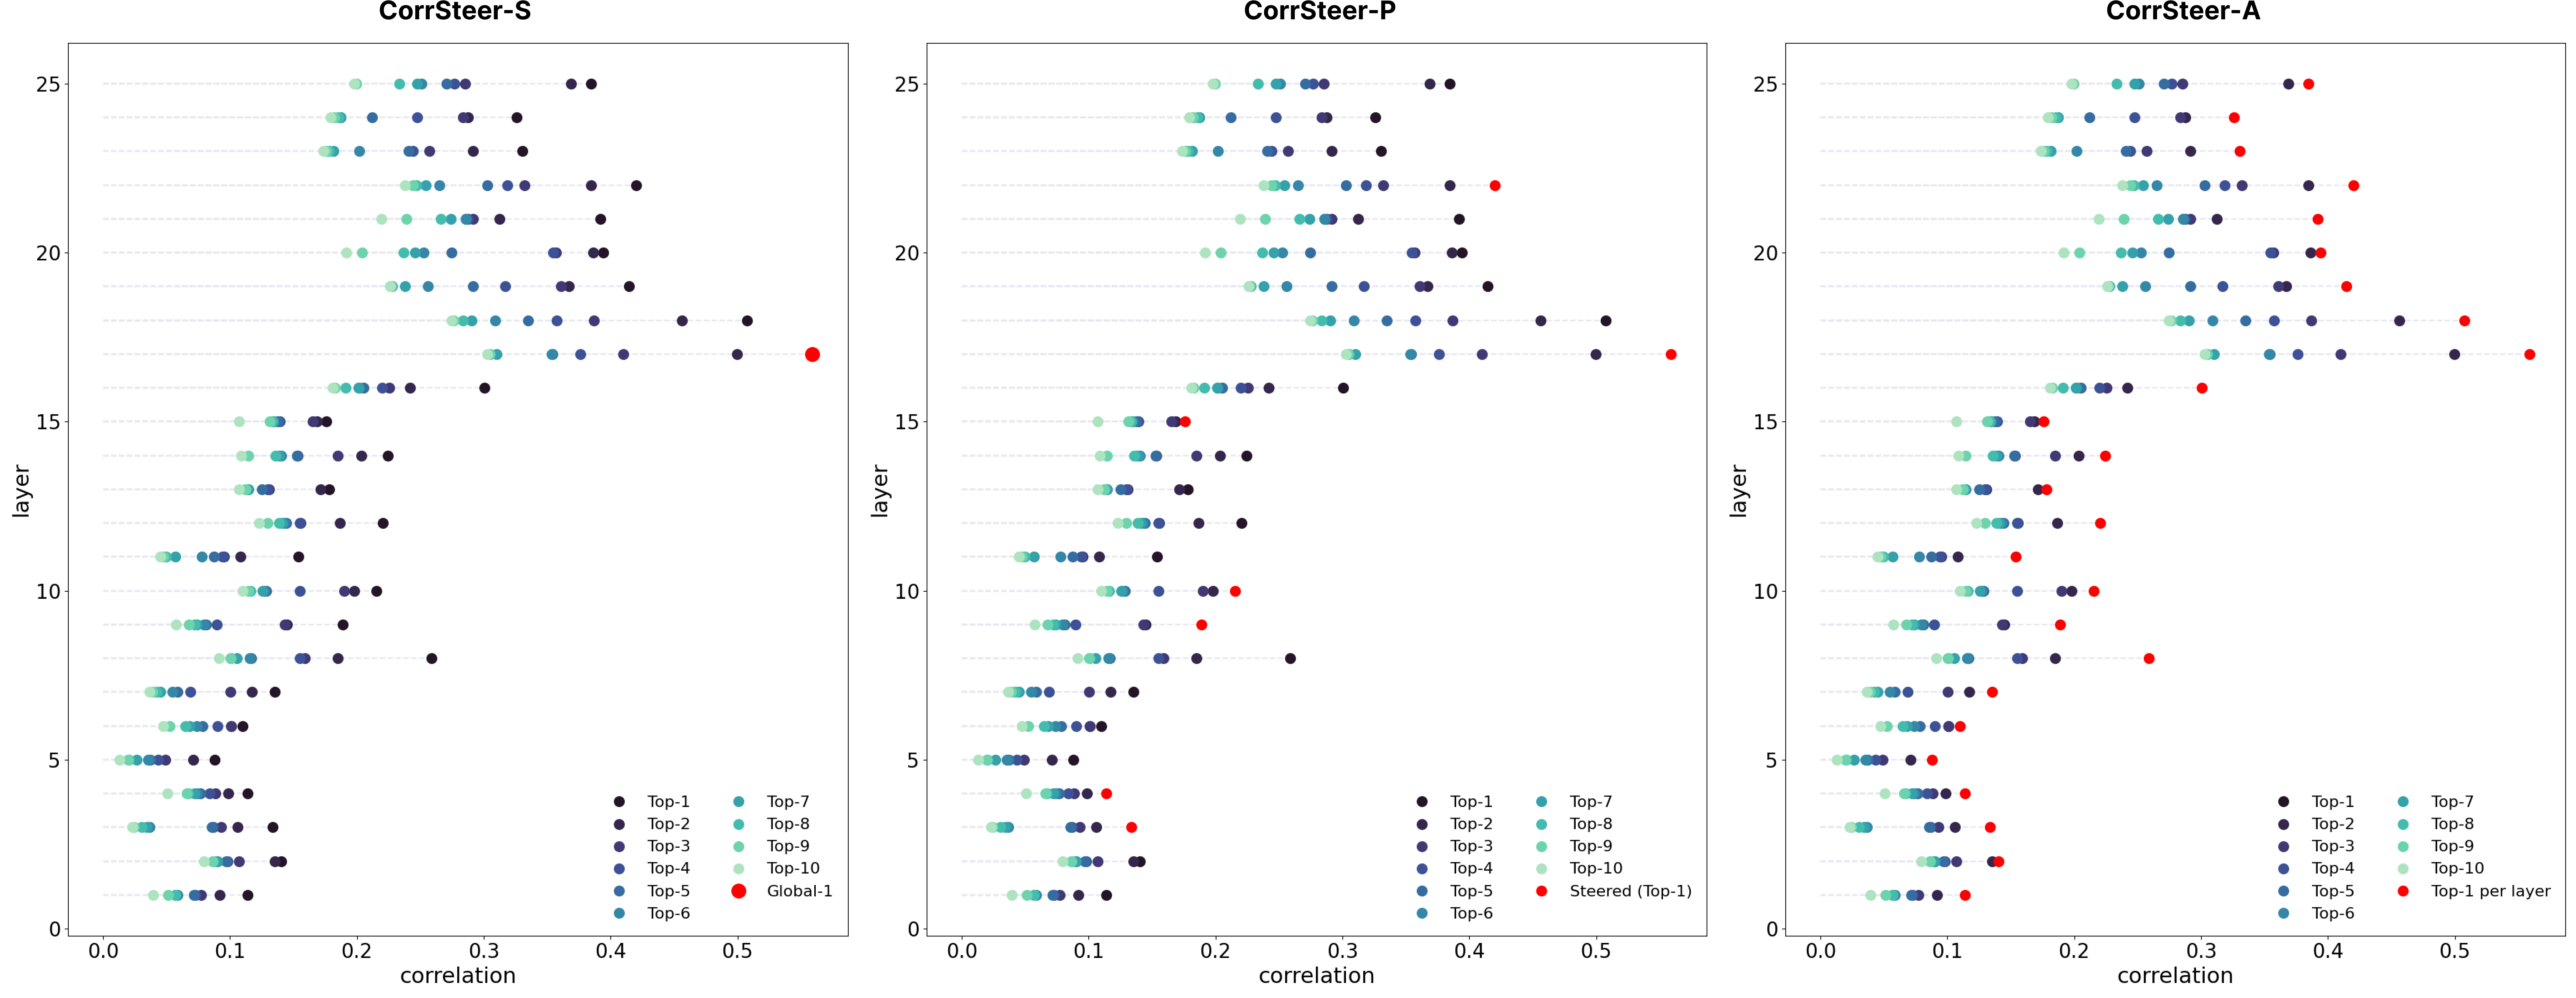 CorrSteer-S
25
20
15
10
5
0
layer
0.0 0.1 0.2 0.3 0.4 0.5
correlation
Top-1 Top-7
Top-2 Top-8
Top-3 Top-9
Top-4 Top-10
Top-5 Global-1
Top-6
CorrSteer-P
25
20
15
10
5
0
layer
0.0 0.1 0.2 0.3 0.4 0.5
correlation
Top-1 Top-7
Top-2 Top-8
Top-3 Top-9
Top-4 Top-10
Top-5 Steered (Top-1)
Top-6
CorrSteer-A
25
20
15
10
5
0
layer
0.0 0.1 0.2 0.3 0.4 0.5
correlation
Top-1 Top-7
Top-2 Top-8
Top-3 Top-9
Top-4 Top-10
Top-5 Top-1 per layer
Top-6